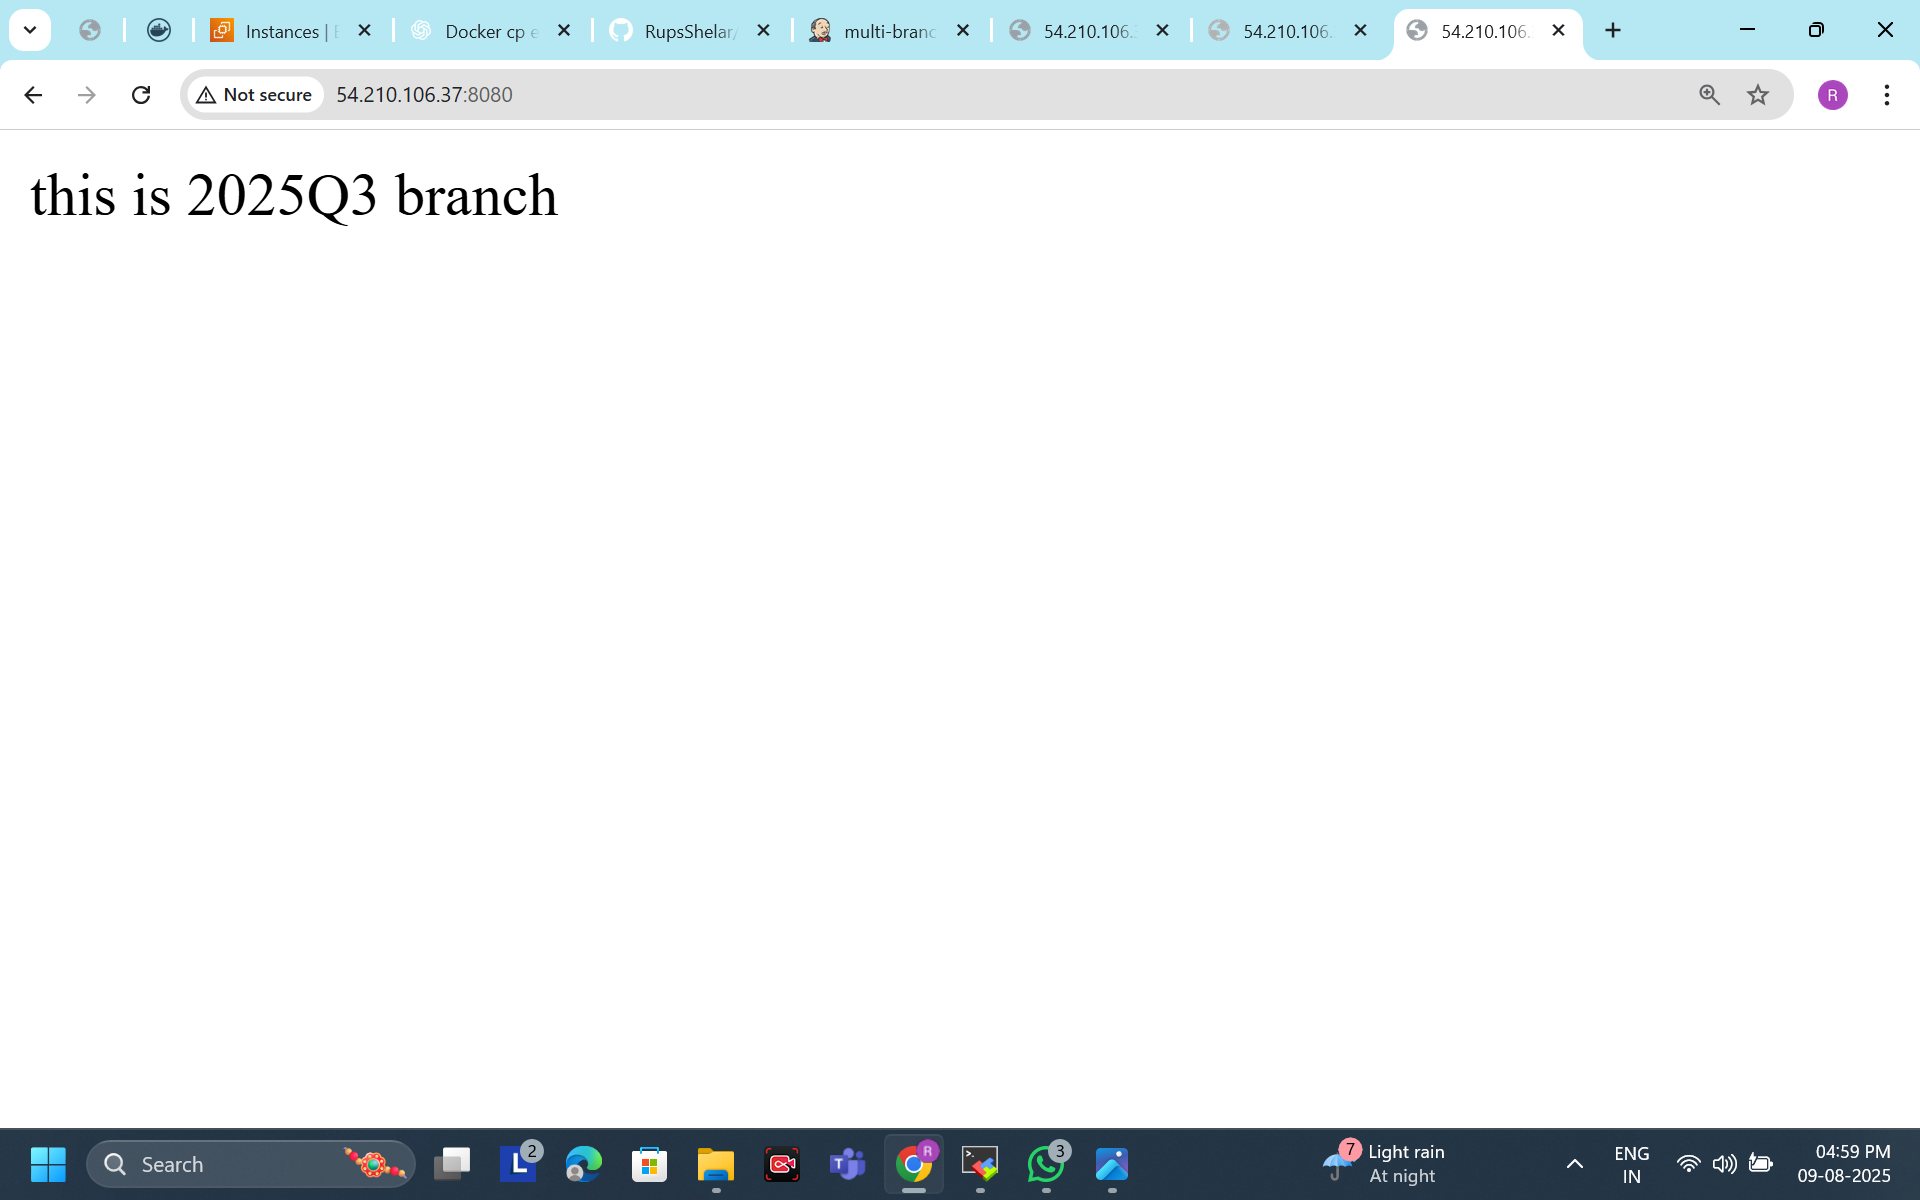 Instances | E
Docker cp e
RupsShelar/
multi-branc
54.210.106.3
54.210.106.
54.210.106.
Not secure
54.210.106.37:8080
R
this is 2025Q3 branch
Search
L
2
T
R
3
7
Light rain
At night
ENG
IN
04:59 PM
09-08-2025